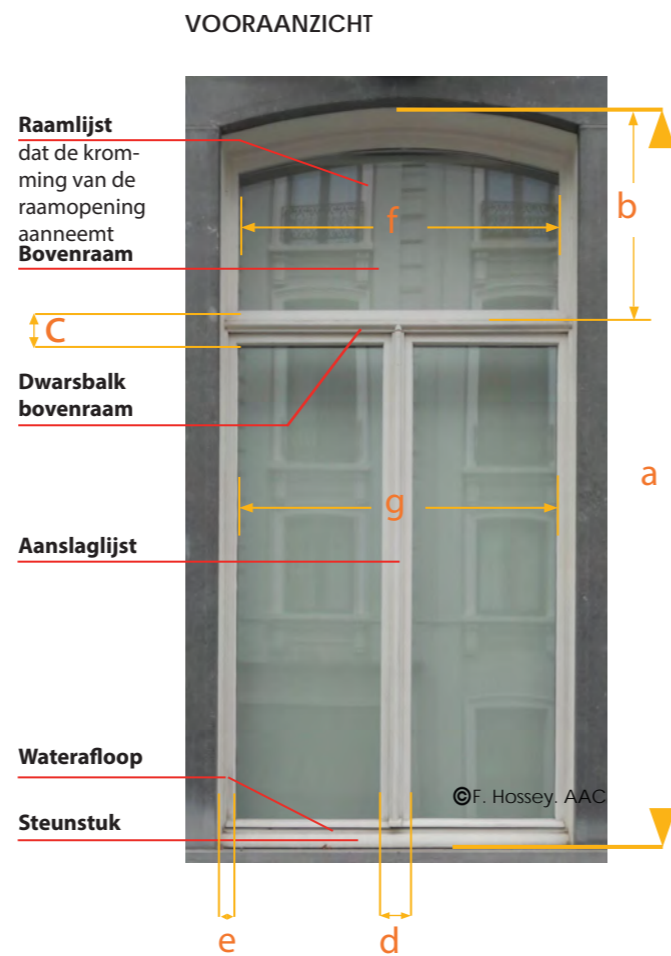 VOORAANZICHT
Raamlijst
dat de krom-
ming van de
raamopening
aanneemt
Bovenraam
b
f
c
Dwarsbalk
bovenraam
a
g
Aanslaglijst
Waterafloop
©F. Hossey. AAC
Steunstuk
e
d